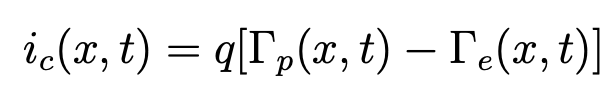 i_c(x, t) = q[Γ_p(x, t) − Γ_e(x, t)]